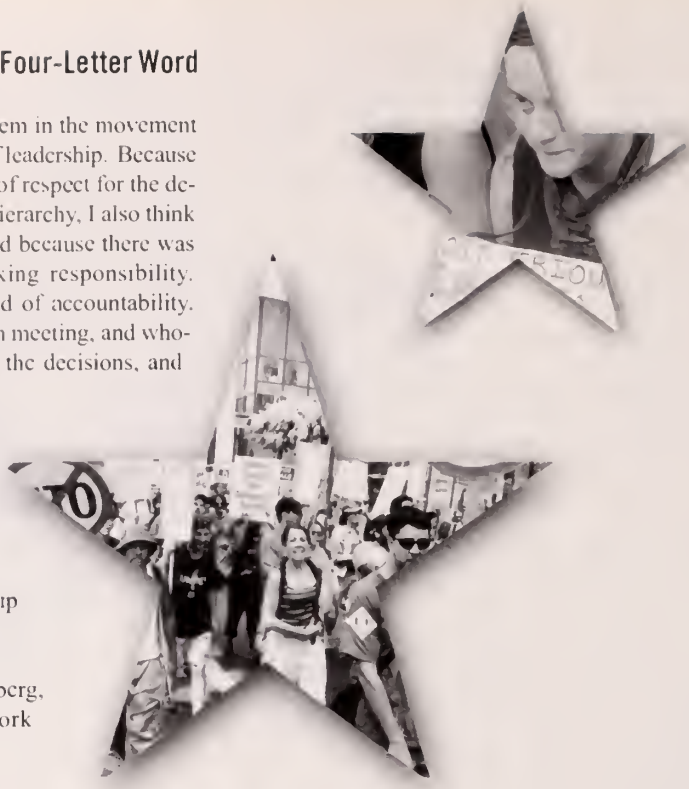 Four-Letter Word
em in the movement
leadership. Because
of respect for the de-
ierarchy, I also think
d because there was
king responsibility.
d of accountability.
n meeting, and who-
the decisions, and
up
berg,
ork